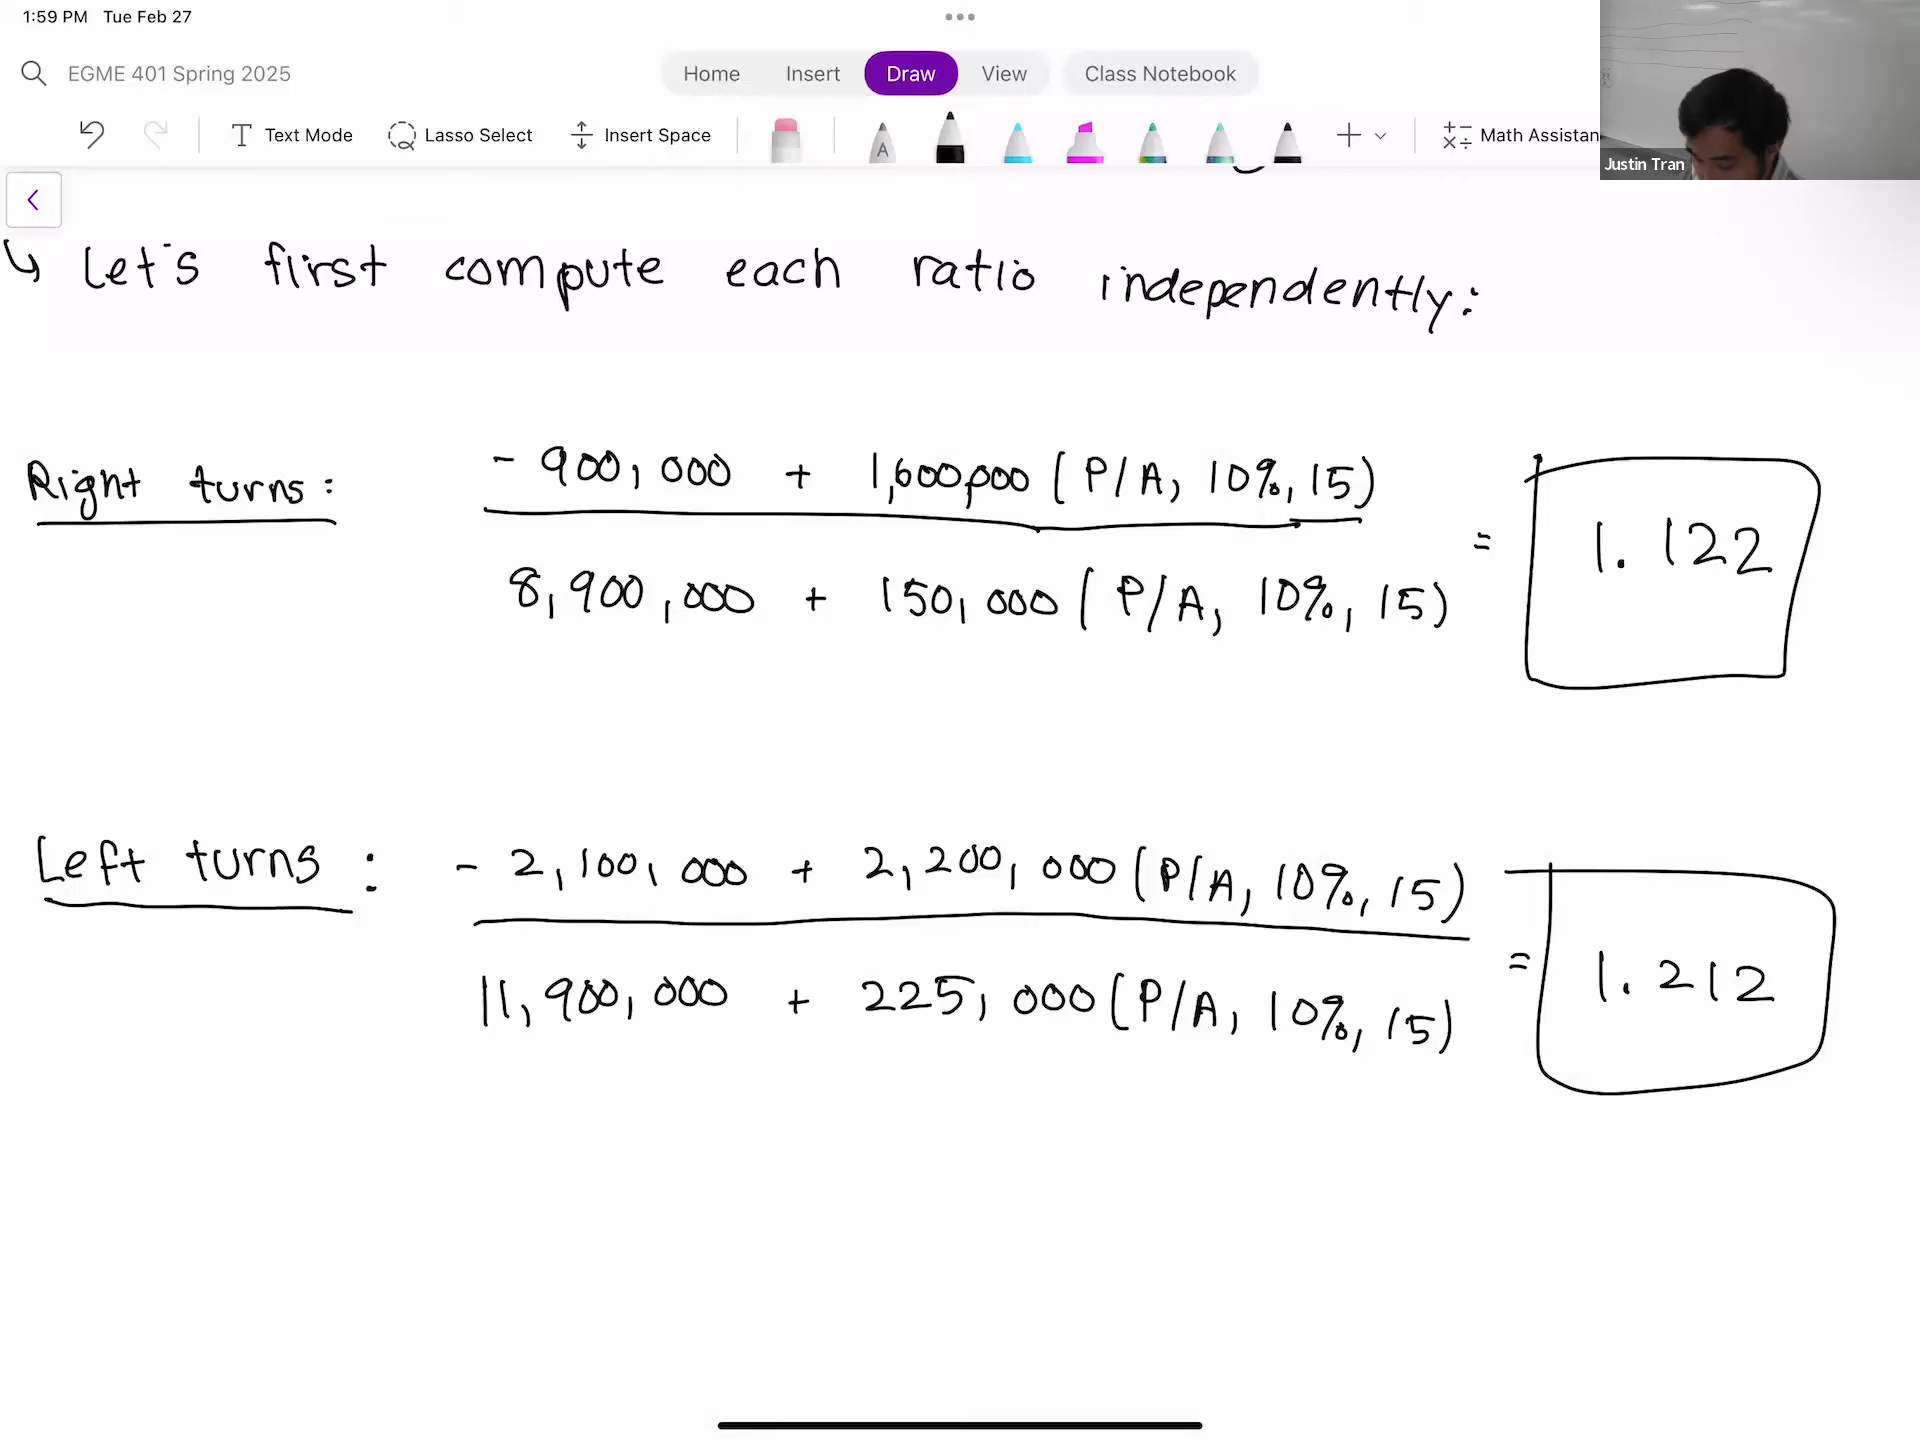 1:59 PM Tue Feb 27
EGME 401 Spring 2025
Home Insert Draw View Class Notebook
Text Mode Lasso Select Insert Space A Math Assistan
Justin Tran
Let's first compute each ratio independently:
Right turns: - 900,000 + 1,600,000 (P/A, 10%, 15)
8,900,000 + 150,000 (P/A, 10%, 15)
= 1.122
Left turns: - 2,100,000 + 2,200,000 (P/A, 10%, 15)
11,900,000 + 225,000 (P/A, 10%, 15)
= 1.212